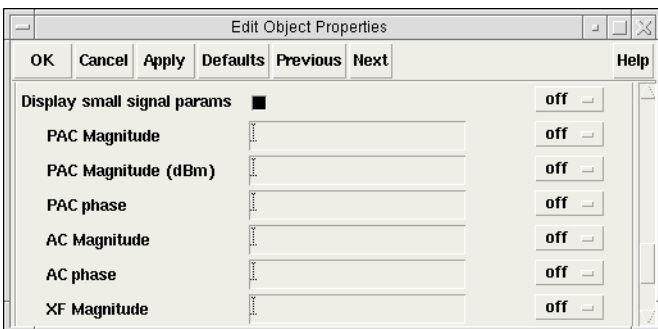 Edit Object Properties
OK Cancel Apply Defaults Previous Next Help
Display small signal params off
PAC Magnitude off
PAC Magnitude (dBm) off
PAC phase off
AC Magnitude off
AC phase off
XF Magnitude off